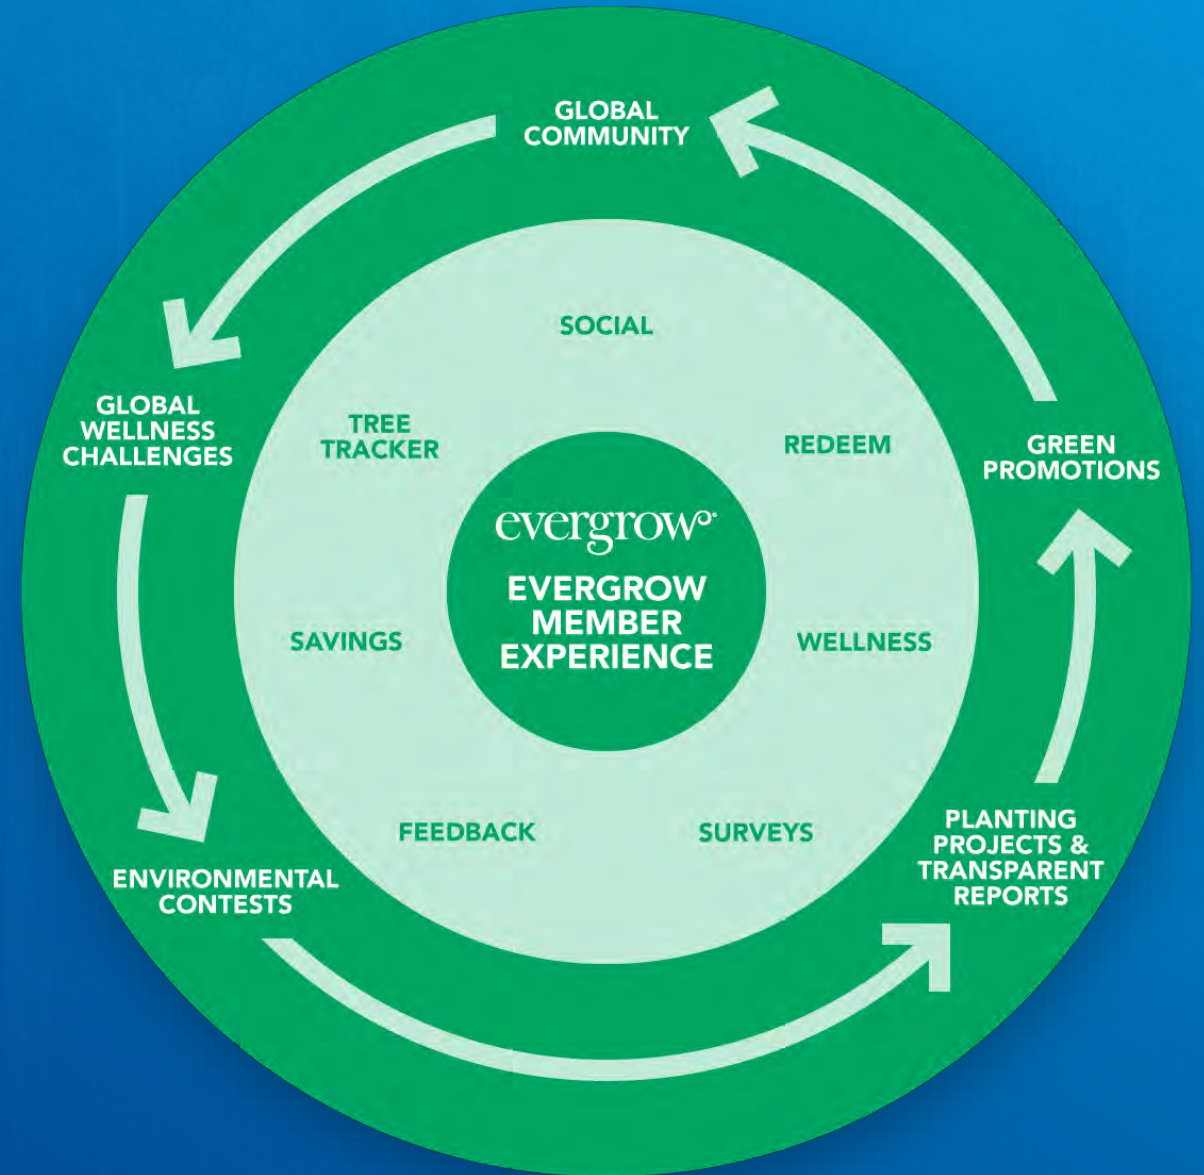 GLOBAL
COMMUNITY
GLOBAL
WELLNESS
CHALLENGES
ENVIRONMENTAL
CONTESTS
PLANTING
PROJECTS &
TRANSPARENT
REPORTS
GREEN
PROMOTIONS
SOCIAL
TREE
TRACKER
SAVINGS
FEEDBACK
SURVEYS
WELLNESS
REDEEM
evergrow
EVERGROW
MEMBER
EXPERIENCE